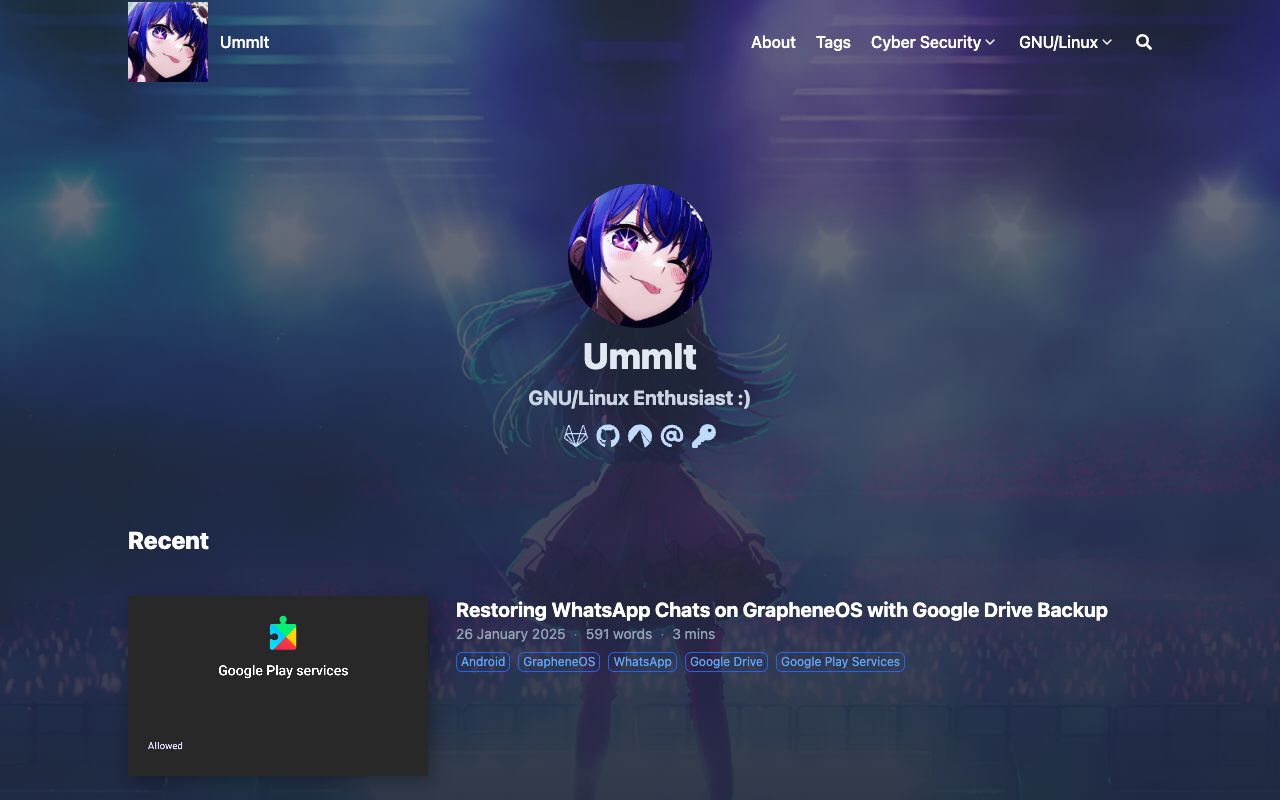 UmmIt
About Tags Cyber Security GNU/Linux
UmmIt
GNU/Linux Enthusiast :)
Recent
Google Play services
Allowed
Restoring WhatsApp Chats on GrapheneOS with Google Drive Backup
26 January 2025 · 591 words · 3 mins
Android GrapheneOS WhatsApp Google Drive Google Play Services